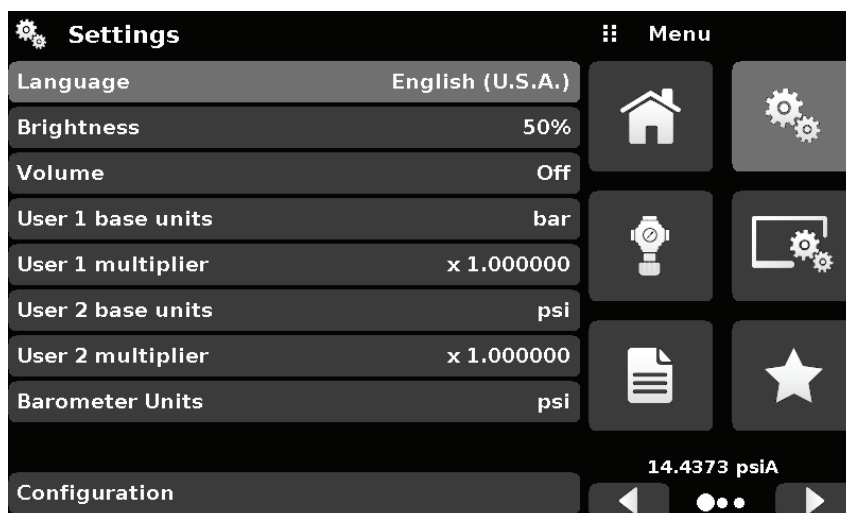 Settings
Language English (U.S.A.)
Brightness 50%
Volume Off
User 1 base units bar
User 1 multiplier x 1.000000
User 2 base units psi
User 2 multiplier x 1.000000
Barometer Units psi
Configuration
Menu
14.4373 psiA